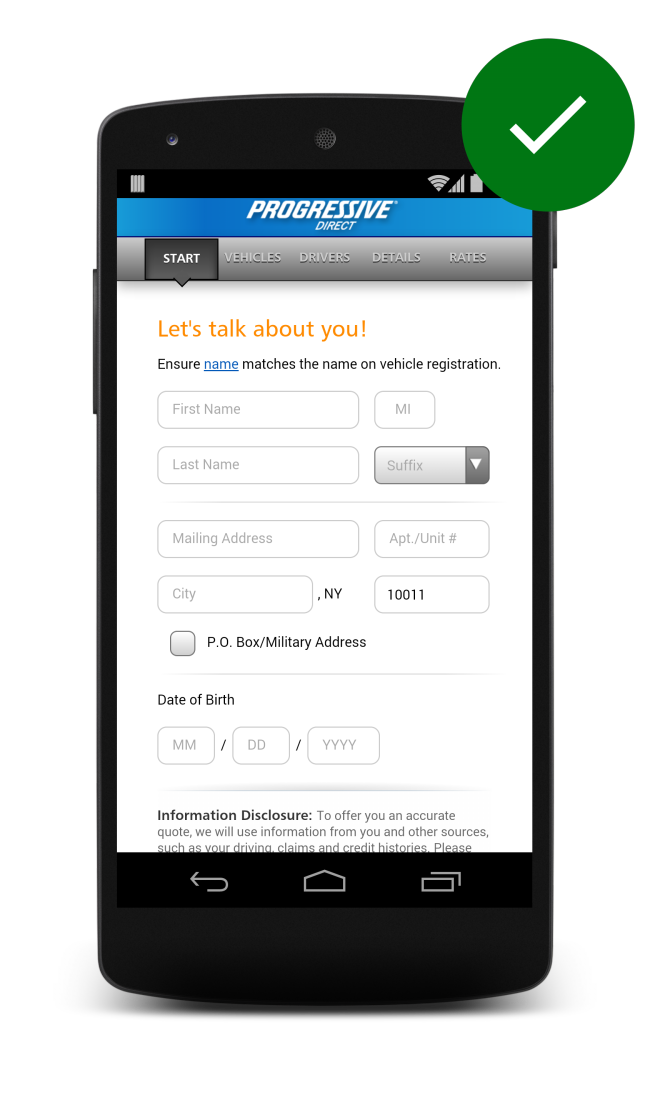 PROGRESSIVE
DIRECT
START VEHICLES DRIVERS DETAILS RATES
Let's talk about you!
Ensure name matches the name on vehicle registration.
First Name MI
Last Name Suffix
Mailing Address Apt./Unit #
City , NY 10011
P.O. Box/Military Address
Date of Birth
MM / DD / YYYY
Information Disclosure: To offer you an accurate
quote, we will use information from you and other sources,
such as your driving, claims and credit histories. Please